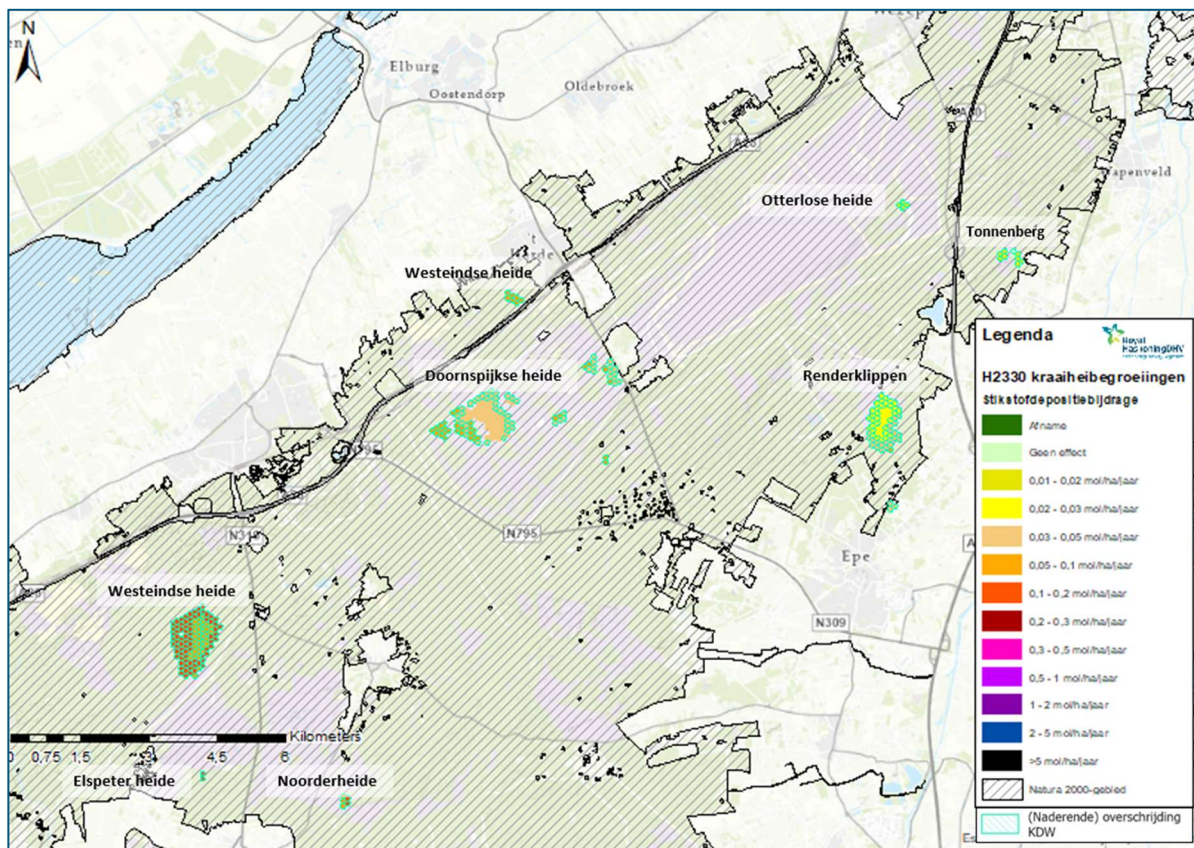 N
Elburg
Oostendorp
Oldebroek
Otterlose heide
Tonnenberg
Westeindse heide
Doornspijkse heide
Renderklippen
N795
Epe
N309
Westeindse heide
Kilometers
0 0,75 1,5 3 4,5 6
Elspeter heide
Noorderheide
Legenda
Royal
HaskoningDHV
H2330 kraaiheibegroeiingen
Stikstofdepositiebijdrage
Afname
Geen effect
0,01 - 0,02 mol/ha/jaar
0,02 - 0,03 mol/ha/jaar
0,03 - 0,05 mol/ha/jaar
0,05 - 0,1 mol/ha/jaar
0,1 - 0,2 mol/ha/jaar
0,2 - 0,3 mol/ha/jaar
0,3 - 0,5 mol/ha/jaar
0,5 - 1 mol/ha/jaar
1 - 2 mol/ha/jaar
2 - 5 mol/ha/jaar
>5 mol/ha/jaar
Natura 2000-gebied
(Naderende) overschrijding
KDW